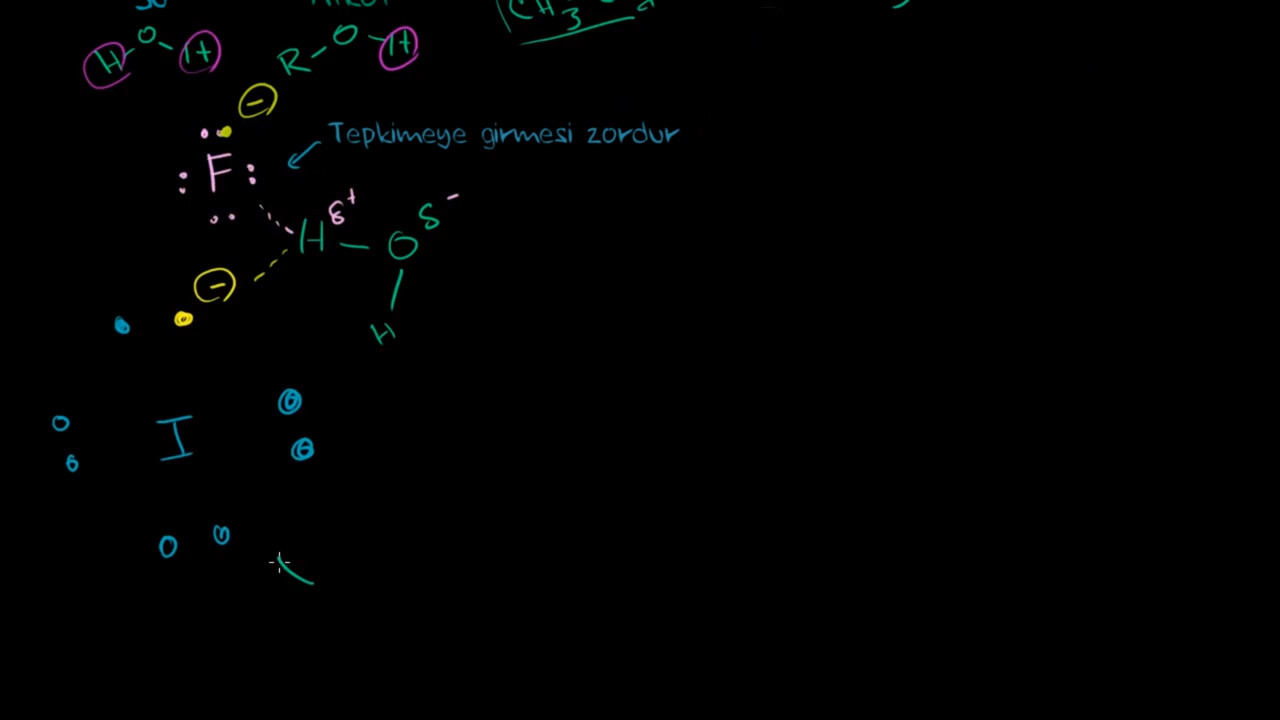 H O H R O H
−
F Tepkimeye girmesi zordur
δ+ δ−
H O
−
H
I